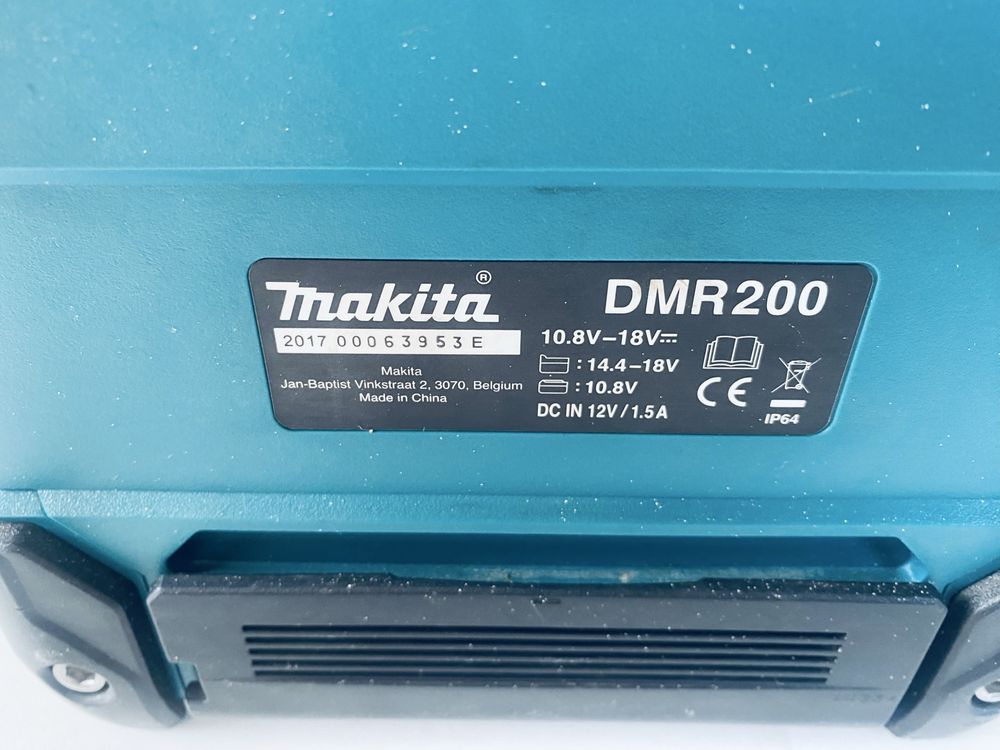 makita®
2017 00063953 E
Makita
Jan-Baptist Vinkstraat 2, 3070, Belgium
Made in China
DMR200
10.8V–18V⎓
: 14.4–18V
: 10.8V
DC IN 12V / 1.5A
CE
IP64